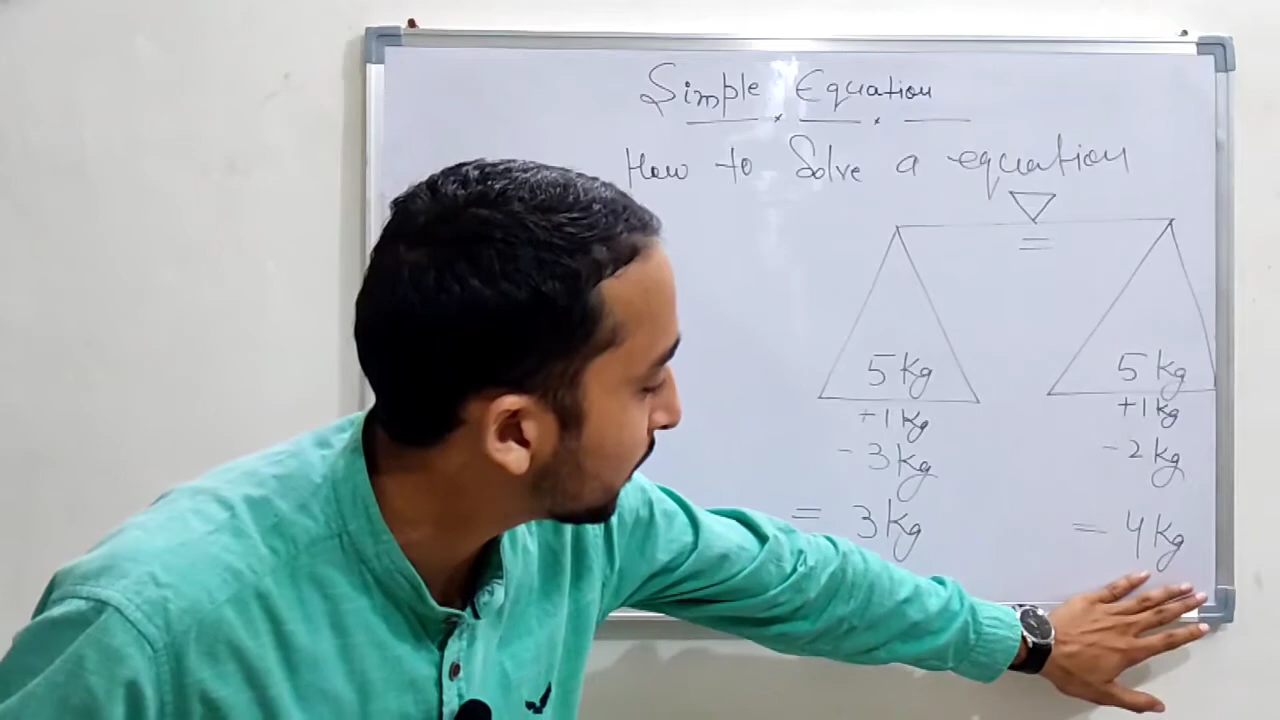 Simple Equation
How to Solve a equation
=
5 kg 5 kg
+1 kg +1 kg
- 3 kg - 2 kg
= 3 kg = 4 kg